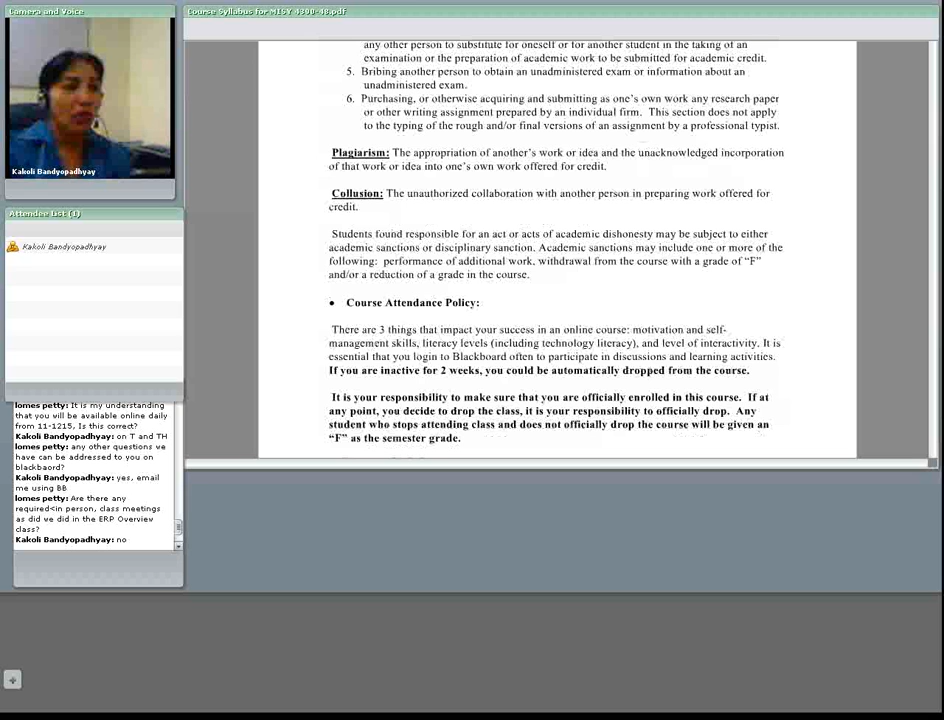 Camera and Voice
Kakoli Bandyopadhyay
Attendee List (1)
Kakoli Bandyopadhyay
lomes petty: It is my understanding
that you will be available online daily
from 11-1215, Is this correct?
Kakoli Bandyopadhyay: on T and TH
lomes petty: any other questions we
have can be addressed to you on
blackbaord?
Kakoli Bandyopadhyay: yes, email
me using BB
lomes petty: Are there any
required<in person, class meetings
as did we did in the ERP Overview
class?
Kakoli Bandyopadhyay: no
Course Syllabus for MISY 4300-48.pdf
any other person to substitute for oneself or for another student in the taking of an
examination or the preparation of academic work to be submitted for academic credit.
5. Bribing another person to obtain an unadministered exam or information about an
unadministered exam.
6. Purchasing, or otherwise acquiring and submitting as one's own work any research paper
or other writing assignment prepared by an individual firm. This section does not apply
to the typing of the rough and/or final versions of an assignment by a professional typist.
Plagiarism: The appropriation of another's work or idea and the unacknowledged incorporation
of that work or idea into one's own work offered for credit.
Collusion: The unauthorized collaboration with another person in preparing work offered for
credit.
Students found responsible for an act or acts of academic dishonesty may be subject to either
academic sanctions or disciplinary sanction. Academic sanctions may include one or more of the
following: performance of additional work, withdrawal from the course with a grade of "F"
and/or a reduction of a grade in the course.
• Course Attendance Policy:
There are 3 things that impact your success in an online course: motivation and self-
management skills, literacy levels (including technology literacy), and level of interactivity. It is
essential that you login to Blackboard often to participate in discussions and learning activities.
If you are inactive for 2 weeks, you could be automatically dropped from the course.
It is your responsibility to make sure that you are officially enrolled in this course. If at
any point, you decide to drop the class, it is your responsibility to officially drop. Any
student who stops attending class and does not officially drop the course will be given an
"F" as the semester grade.